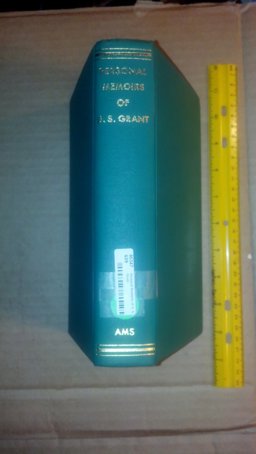 PERSONAL
MEMOIRS
OF
U. S. GRANT
AMS